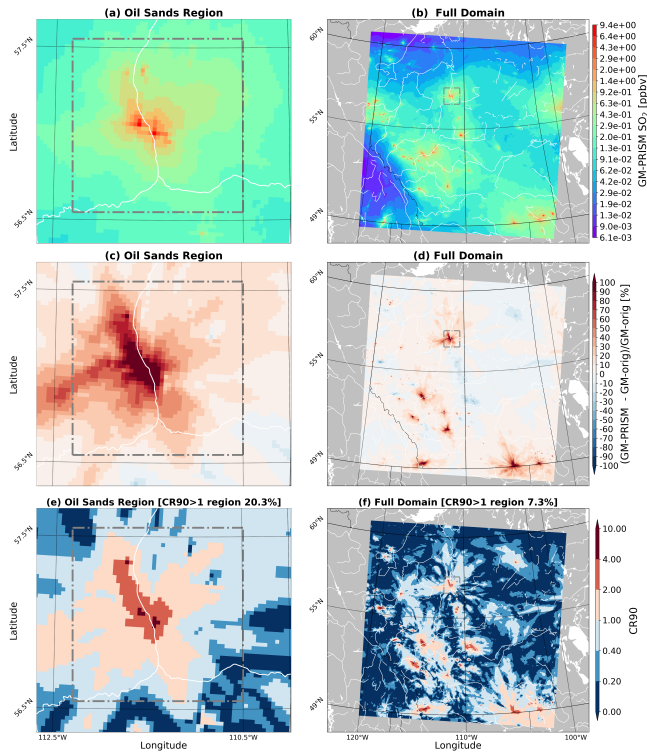 (a) Oil Sands Region
(b) Full Domain
57.5°N
56.5°N
Latitude
60°N
55°N
49°N
9.4e+00
6.4e+00
4.3e+00
2.9e+00
2.0e+00
1.4e+00
9.2e-01
6.3e-01
4.2e-01
2.9e-01
2.0e-01
1.3e-01
9.1e-02
6.2e-02
4.2e-02
2.8e-02
1.9e-02
1.3e-02
9.0e-03
6.1e-03
GM-PRISM SO₂ [ppbv]
(c) Oil Sands Region
(d) Full Domain
57.5°N
56.5°N
Latitude
60°N
55°N
49°N
100
90
80
70
60
50
40
30
20
10
0
-10
-20
-30
-40
-50
-60
-70
-80
-90
-100
(GM-PRISM - GM-orig)/GM-orig [%]
(e) Oil Sands Region [CR90>1 region 20.3%]
(f) Full Domain [CR90>1 region 7.3%]
57.5°N
56.5°N
Latitude
60°N
55°N
49°N
10.00
4.00
2.00
1.00
0.40
0.20
0.00
CR90
112.5°W
110.5°W
Longitude
120°W
110°W
100°W
Longitude